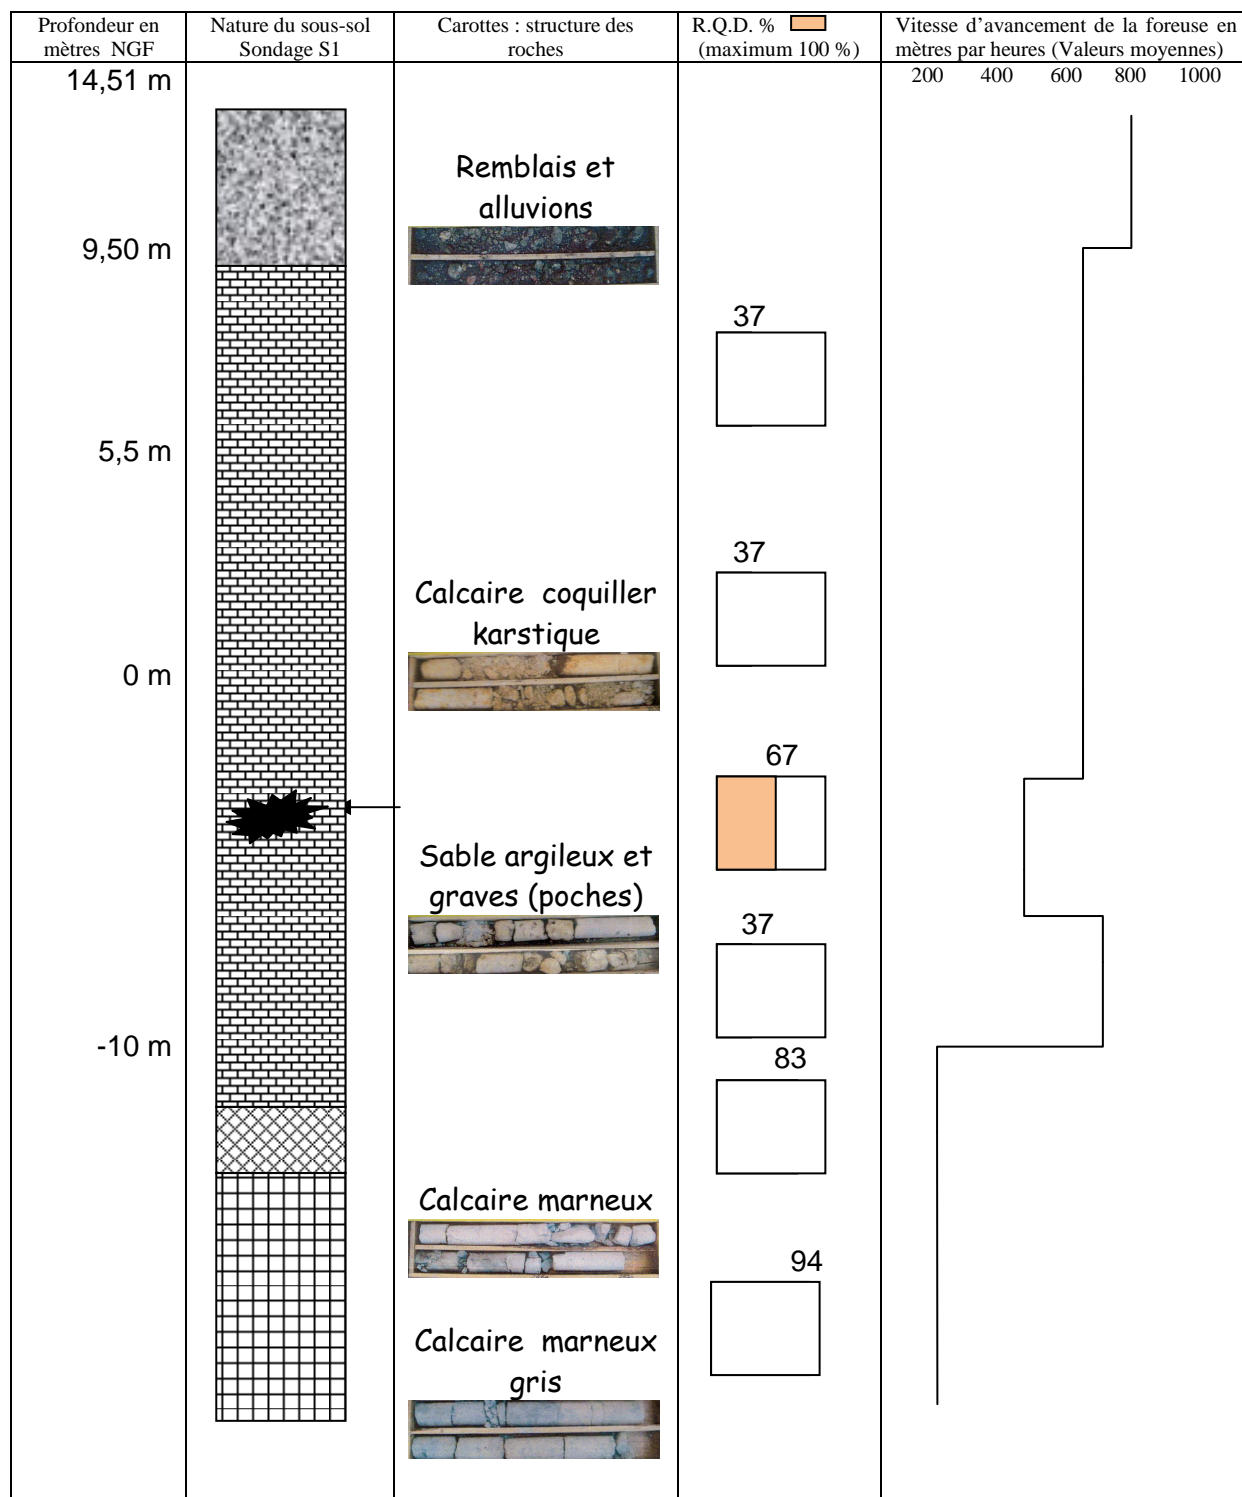 Profondeur en
mètres NGF
Nature du sous-sol
Sondage S1
Carottes : structure des
roches
R.Q.D. %
(maximum 100 %)
Vitesse d'avancement de la foreuse en
mètres par heures (Valeurs moyennes)
14,51 m
200 400 600 800 1000
Remblais et
alluvions
9,50 m
37
5,5 m
37
Calcaire coquiller
karstique
0 m
67
Sable argileux et
graves (poches)
37
-10 m
83
Calcaire marneux
94
Calcaire marneux
gris